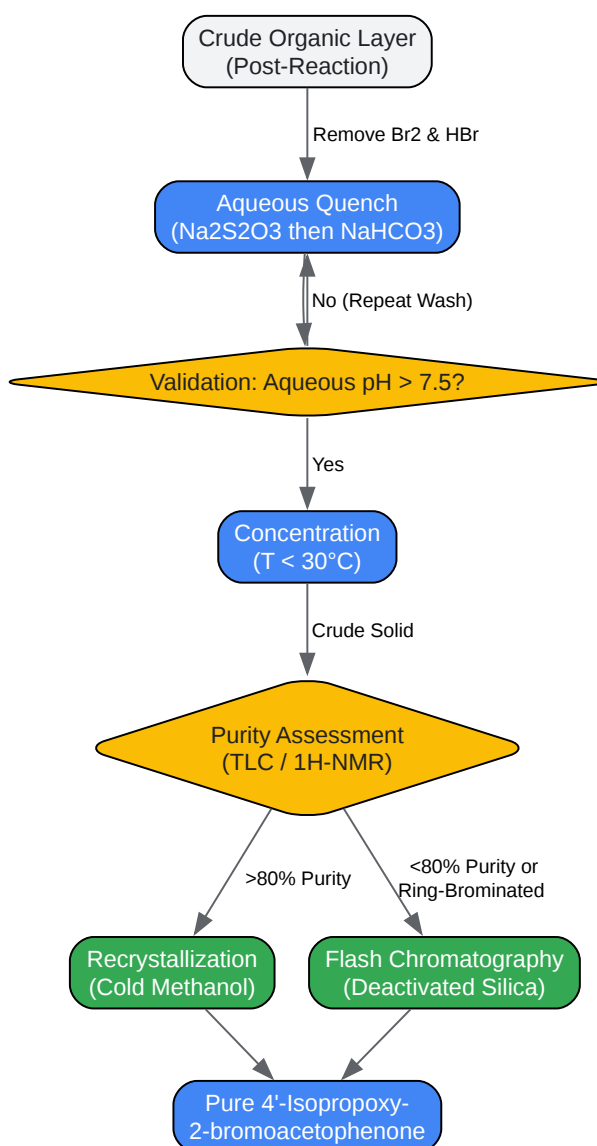 Crude Organic Layer
(Post-Reaction)
Remove Br2 & HBr
Aqueous Quench
(Na2S2O3 then NaHCO3)
No (Repeat Wash)
Validation: Aqueous pH > 7.5?
Yes
Concentration
(T < 30°C)
Crude Solid
Purity Assessment
(TLC / 1H-NMR)
>80% Purity
<80% Purity or
Ring-Brominated
Recrystallization
(Cold Methanol)
Flash Chromatography
(Deactivated Silica)
Pure 4'-Isopropoxy-
2-bromoacetophenone